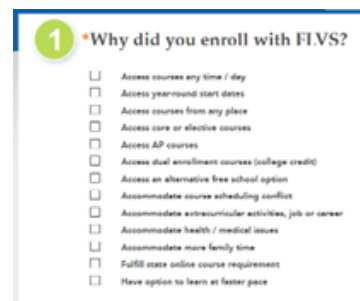 1
*Why did you enroll with FLVS?
Access courses any time / day
Access year-round start dates
Access courses from any place
Access core or elective courses
Access AP courses
Access dual enrollment courses (college credit)
Access an alternative free school option
Accommodate course scheduling conflict
Accommodate extracurricular activities, job or career
Accommodate health / medical issues
Accommodate more family time
Fulfill state online course requirement
Have option to learn at faster pace